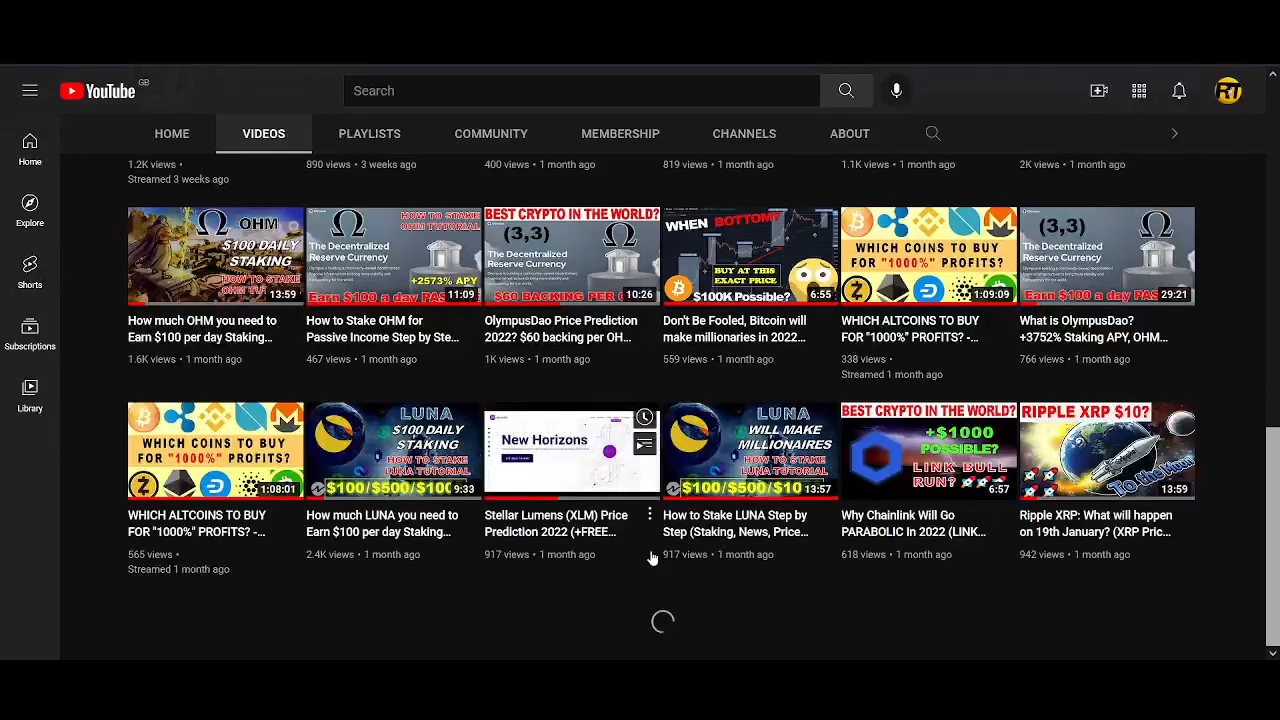 YouTube GB
Search
HOME
VIDEOS
PLAYLISTS
COMMUNITY
MEMBERSHIP
CHANNELS
ABOUT
Home
Explore
Shorts
Subscriptions
Library
1.2K views •
Streamed 3 weeks ago
890 views • 3 weeks ago
400 views • 1 month ago
819 views • 1 month ago
1.1K views • 1 month ago
2K views • 1 month ago
OHM
$100 DAILY
STAKING
HOW TO STAKE
13:59
How much OHM you need to
Earn $100 per day Staking...
1.6K views • 1 month ago
HOW TO STAKE
OHM TUTORIAL
The Decentralized
Reserve Currency
+2573% APY
Earn $100 a day PAS
11:09
How to Stake OHM for
Passive Income Step by Ste...
467 views • 1 month ago
BEST CRYPTO IN THE WORLD?
(3,3)
The Decentralized
Reserve Currency
$60 BACKING PER
10:26
OlympusDao Price Prediction
2022? $60 backing per OH...
1K views • 1 month ago
WHEN BOTTOM?
BUY AT THIS
EXACT PRICE
$100K Possible?
6:55
Don't Be Fooled, Bitcoin will
make millionaires in 2022...
559 views • 1 month ago
WHICH COINS TO BUY
FOR "1000%" PROFITS?
1:09:09
WHICH ALTCOINS TO BUY
FOR "1000%" PROFITS? -...
338 views •
Streamed 1 month ago
(3,3)
The Decentralized
Reserve Currency
Earn $100 a day PAS
29:21
What is OlympusDao?
+3752% Staking APY, OHM...
766 views • 1 month ago
WHICH COINS TO BUY
FOR "1000%" PROFITS?
1:08:01
WHICH ALTCOINS TO BUY
FOR "1000%" PROFITS? -...
565 views •
Streamed 1 month ago
LUNA
$100 DAILY
STAKING
HOW TO STAKE
LUNA TUTORIAL
$100/$500/$100
9:33
How much LUNA you need to
Earn $100 per day Staking...
2.4K views • 1 month ago
New Horizons
Stellar Lumens (XLM) Price
Prediction 2022 (+FREE...
917 views • 1 month ago
LUNA
WILL MAKE
MILLIONAIRES
HOW TO STAKE
LUNA TUTORIAL
$100/$500/$10
13:57
How to Stake LUNA Step by
Step (Staking, News, Price...
917 views • 1 month ago
BEST CRYPTO IN THE WORLD?
+$1000
POSSIBLE?
LINK BULL
RUN?
6:57
Why Chainlink Will Go
PARABOLIC In 2022 (LINK...
618 views • 1 month ago
RIPPLE XRP $10?
To the
13:59
Ripple XRP: What will happen
on 19th January? (XRP Pric...
942 views • 1 month ago